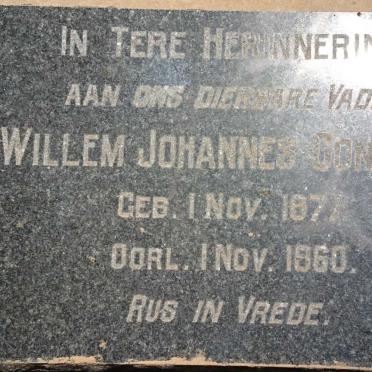 IN TERE HERINNERIN
AAN ONS DIERBARE VAD
WILLEM JOHANNES CON
GEB. 1 NOV. 1877.
OORL. 1 NOV. 1960.
RUS IN VREDE.